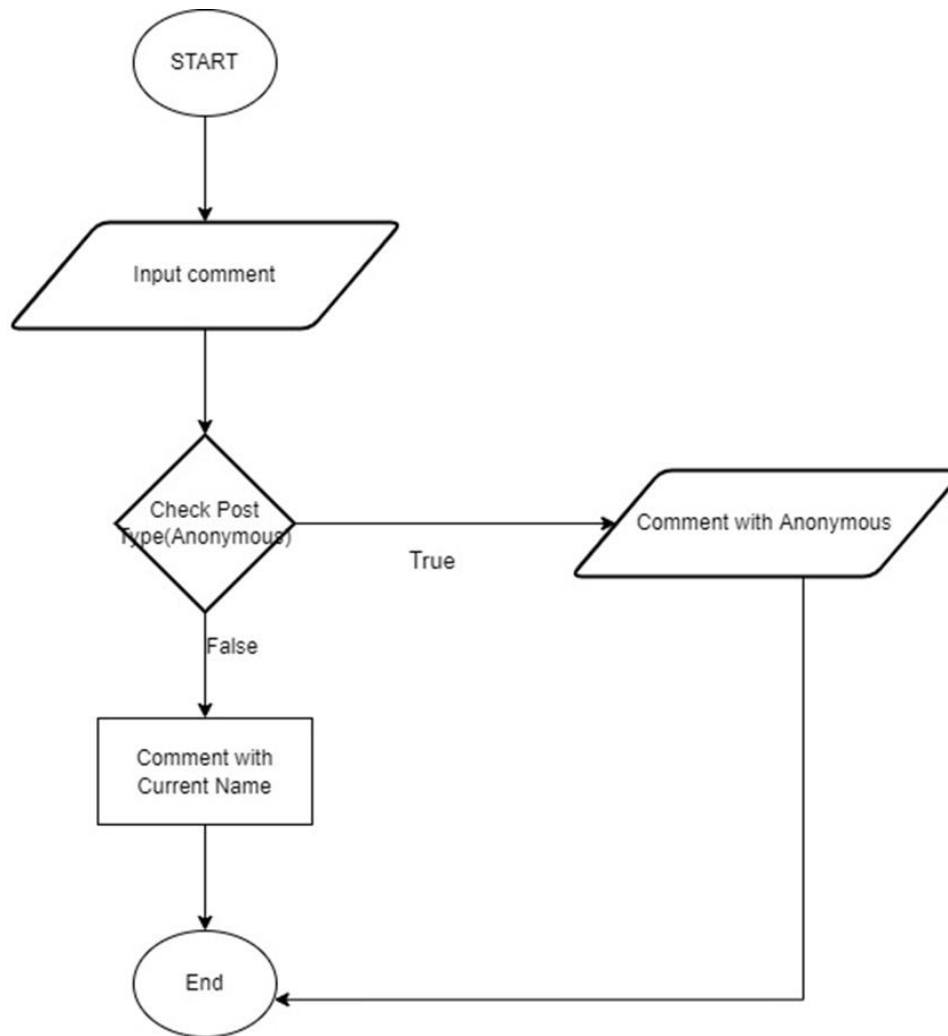 START
Input comment
Check Post
Type(Anonymous)
Comment with Anonymous
True
False
Comment with
Current Name
End